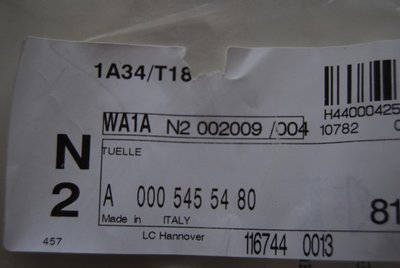 1A34/T18
H44000425
WA1A N2 002009 /004 10782
N2
TUELLE
A 000 545 54 80
81
Made in ITALY
457 LC Hannover 116744 0013